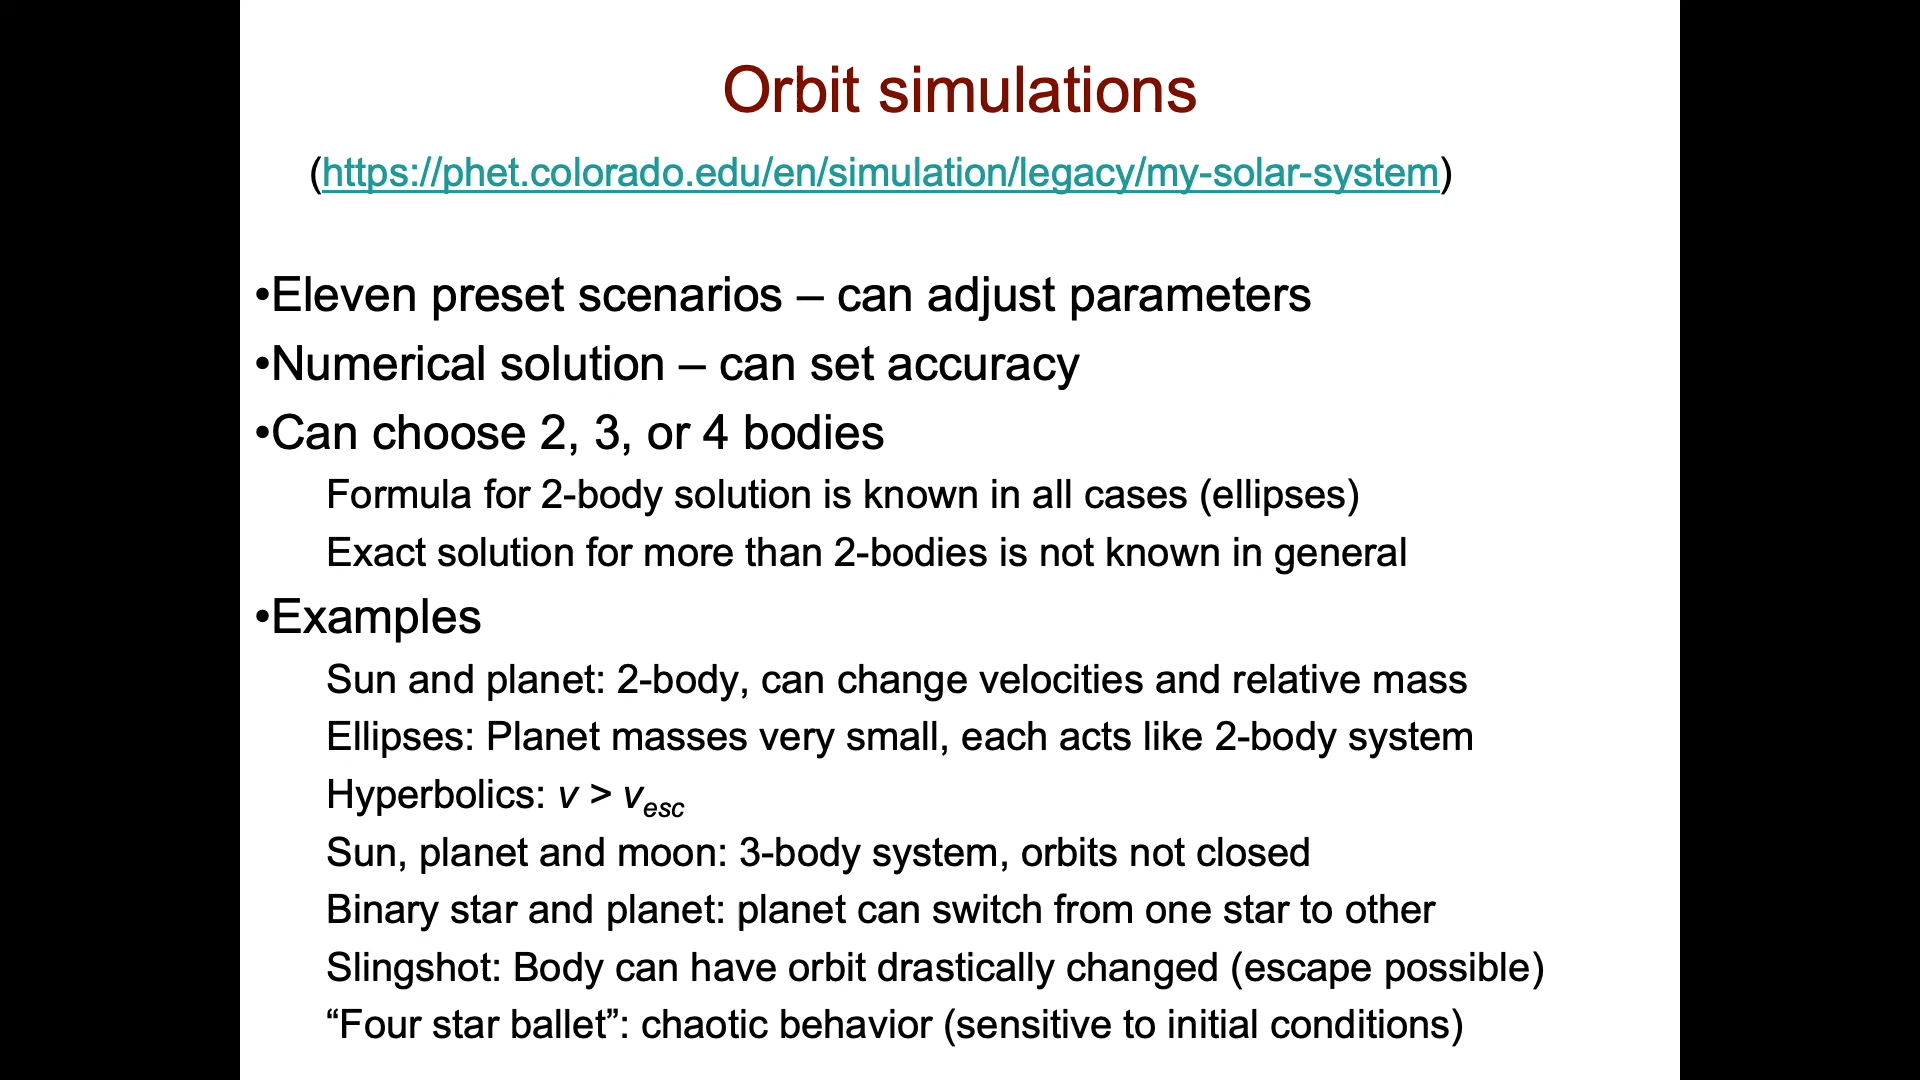 Orbit simulations
(https://phet.colorado.edu/en/simulation/legacy/my-solar-system)
•Eleven preset scenarios – can adjust parameters
•Numerical solution – can set accuracy
•Can choose 2, 3, or 4 bodies
Formula for 2-body solution is known in all cases (ellipses)
Exact solution for more than 2-bodies is not known in general
•Examples
Sun and planet: 2-body, can change velocities and relative mass
Ellipses: Planet masses very small, each acts like 2-body system
Hyperbolics: v > vesc
Sun, planet and moon: 3-body system, orbits not closed
Binary star and planet: planet can switch from one star to other
Slingshot: Body can have orbit drastically changed (escape possible)
“Four star ballet”: chaotic behavior (sensitive to initial conditions)